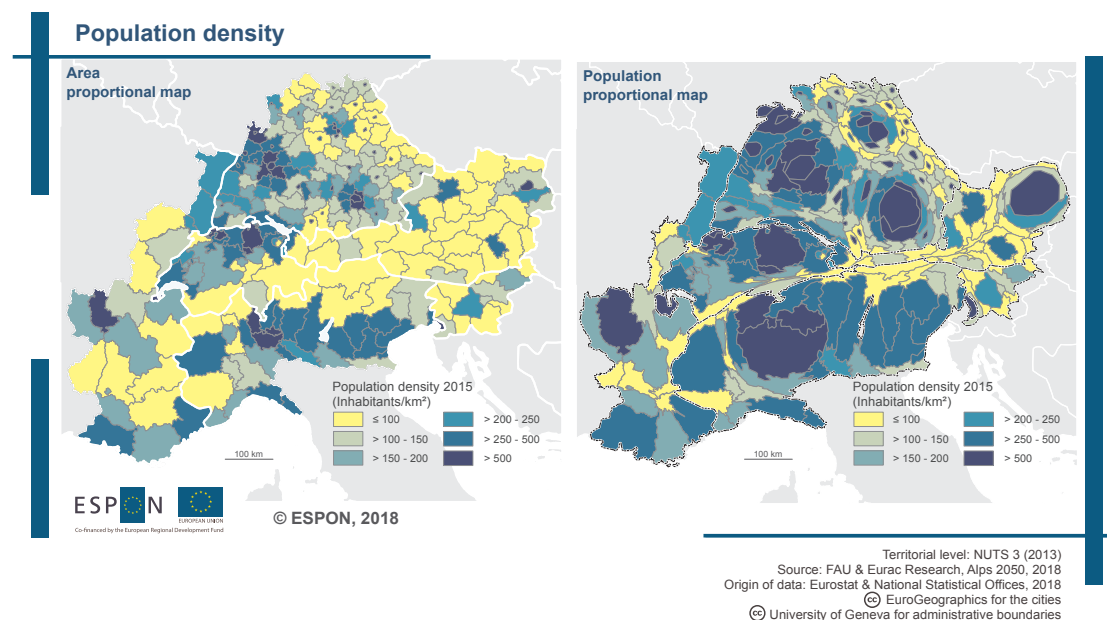 Population density
Area
proportional map
Population density 2015
(Inhabitants/km²)
≤ 100
> 100 - 150
> 150 - 200
> 200 - 250
> 250 - 500
> 500
100 km
ESPON
EUROPEAN UNION
Co-financed by the European Regional Development Fund
© ESPON, 2018
Population
proportional map
Population density 2015
(Inhabitants/km²)
≤ 100
> 100 - 150
> 150 - 200
> 200 - 250
> 250 - 500
> 500
100 km
Territorial level: NUTS 3 (2013)
Source: FAU & Eurac Research, Alps 2050, 2018
Origin of data: Eurostat & National Statistical Offices, 2018
cc EuroGeographics for the cities
cc University of Geneva for administrative boundaries